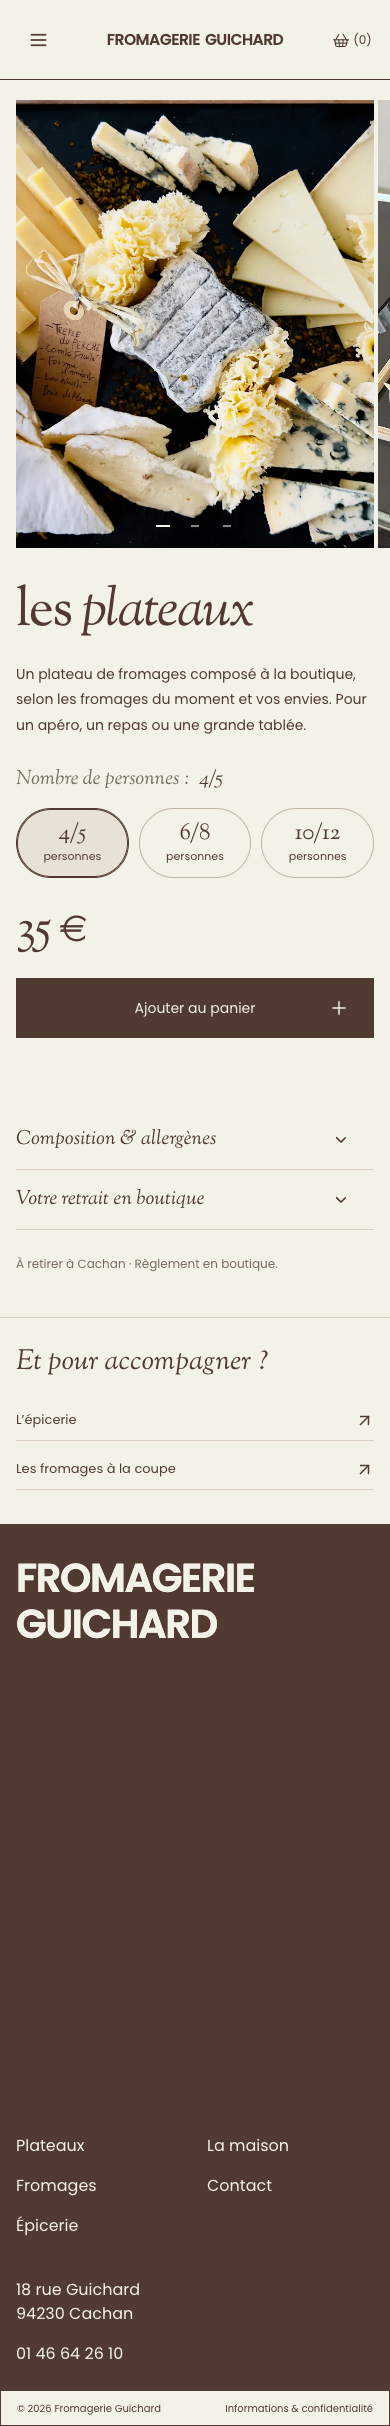 FROMAGERIE GUICHARD
(0)
TREFLE
du PERCHE
les plateaux
Un plateau de fromages composé à la boutique,
selon les fromages du moment et vos envies. Pour
un apéro, un repas ou une grande tablée.
Nombre de personnes : 4/5
4/5
personnes
6/8
personnes
10/12
personnes
35 €
Ajouter au panier
Composition & allergènes
Votre retrait en boutique
À retirer à Cachan · Règlement en boutique.
Et pour accompagner ?
L’épicerie
Les fromages à la coupe
FROMAGERIE
GUICHARD
Plateaux
La maison
Fromages
Contact
Épicerie
18 rue Guichard
94230 Cachan
01 46 64 26 10
© 2026 Fromagerie Guichard
Informations & confidentialité